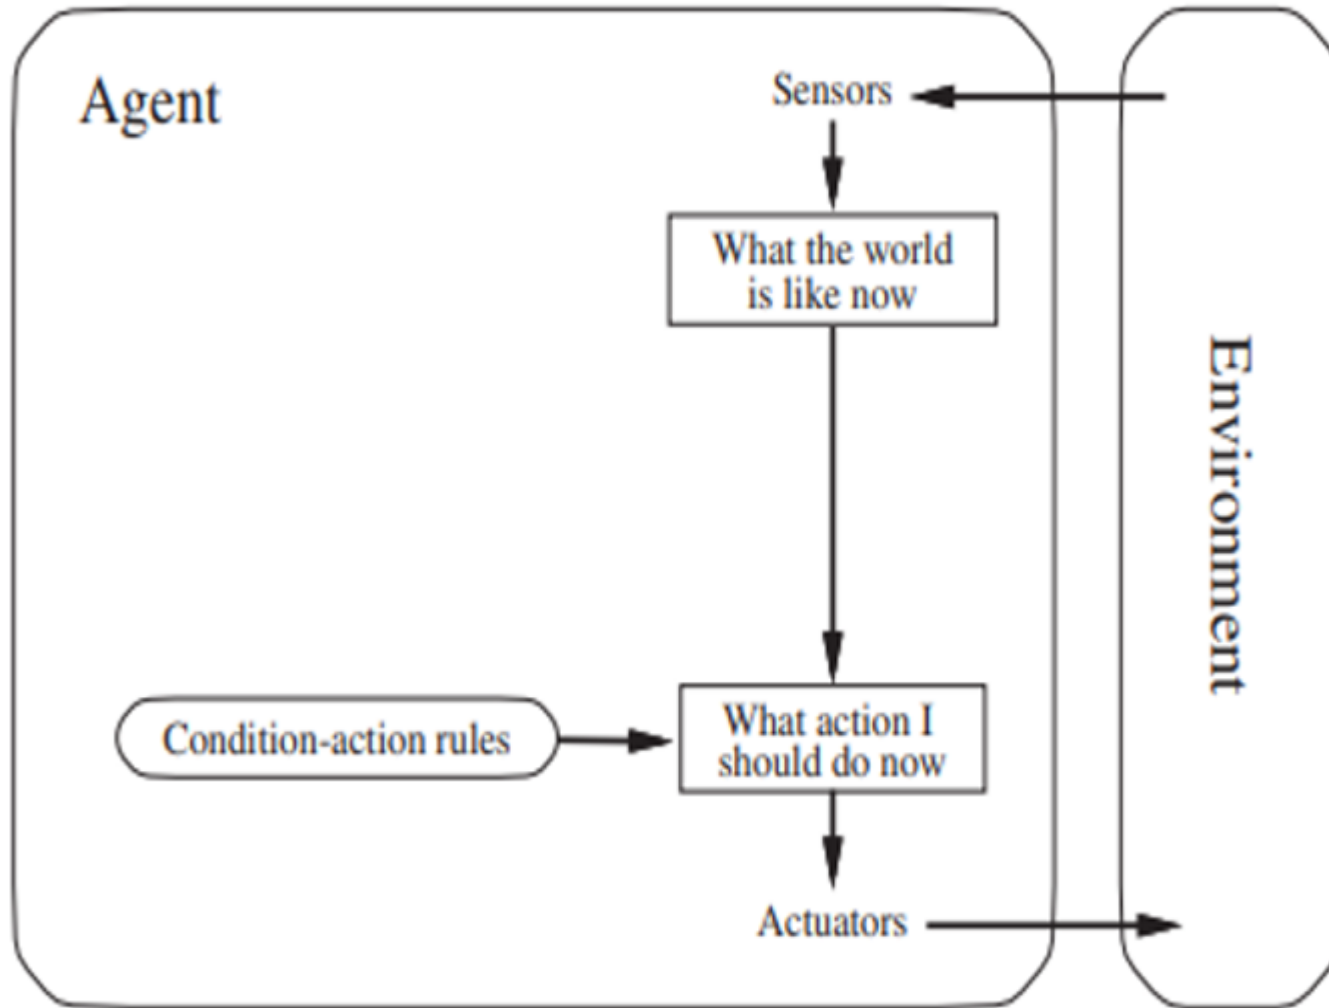 Agent
Sensors
What the world
is like now
Environment
Condition-action rules
What action I
should do now
Actuators